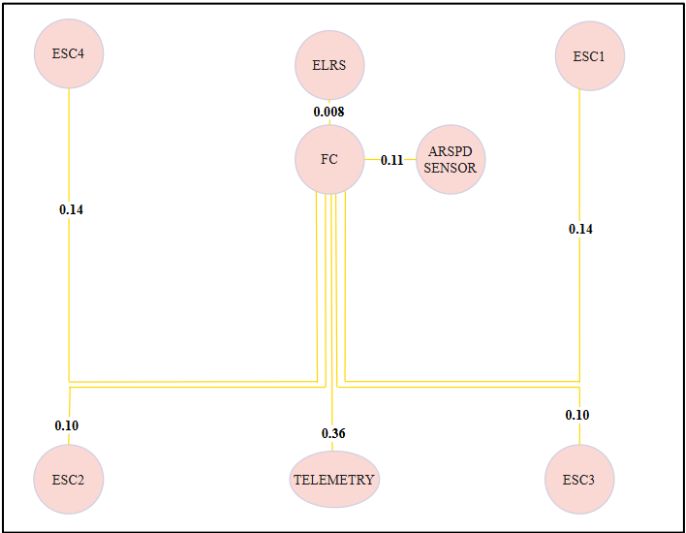 ESC4
ELRS
ESC1
0.008
FC
0.11
ARSPD
SENSOR
0.14
0.14
0.10
0.36
0.10
ESC2
TELEMETRY
ESC3